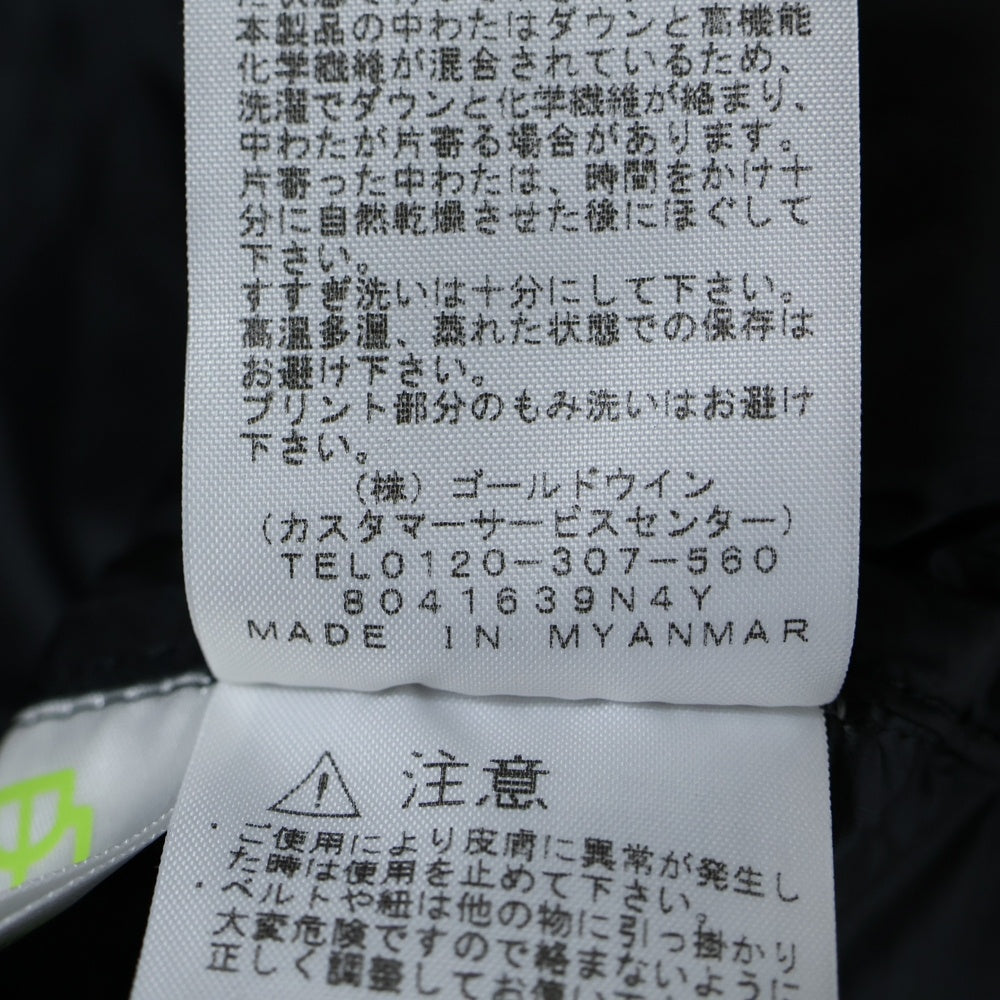 本製品の中わたはダウンと高機能
化学繊維が混合されているため、
洗濯でダウンと化学繊維が絡まり、
中わたが片寄る場合があります。
片寄った中わたは、時間をかけ十
分に自然乾燥させた後にほぐして
下さい。
すすぎ洗いは十分にして下さい。
高温多湿、蒸れた状態での保存は
お避け下さい。
プリント部分のもみ洗いはお避け
下さい。
(株) ゴールドウイン
(カスタマーサービスセンター)
TEL0120-307-560
8041639N4Y
MADE IN MYANMAR
注意
・ご使用により皮膚に異常が発生し
た時は使用を止めて下さい。
・ベルトや紐は他の物に引っ掛かり
大変危険ですので絡まないように
正しく調整してお使い